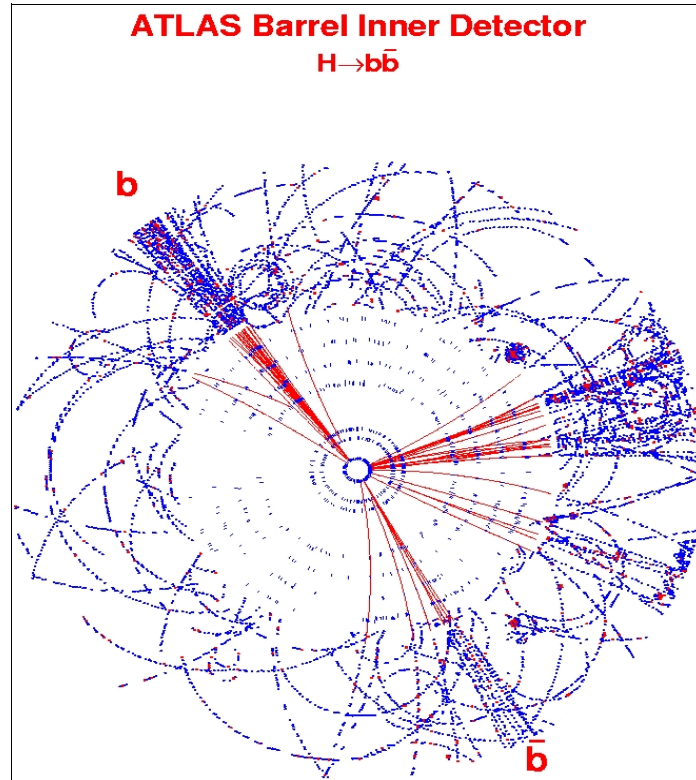 ATLAS Barrel Inner Detector
H→bb̄
b
b̄